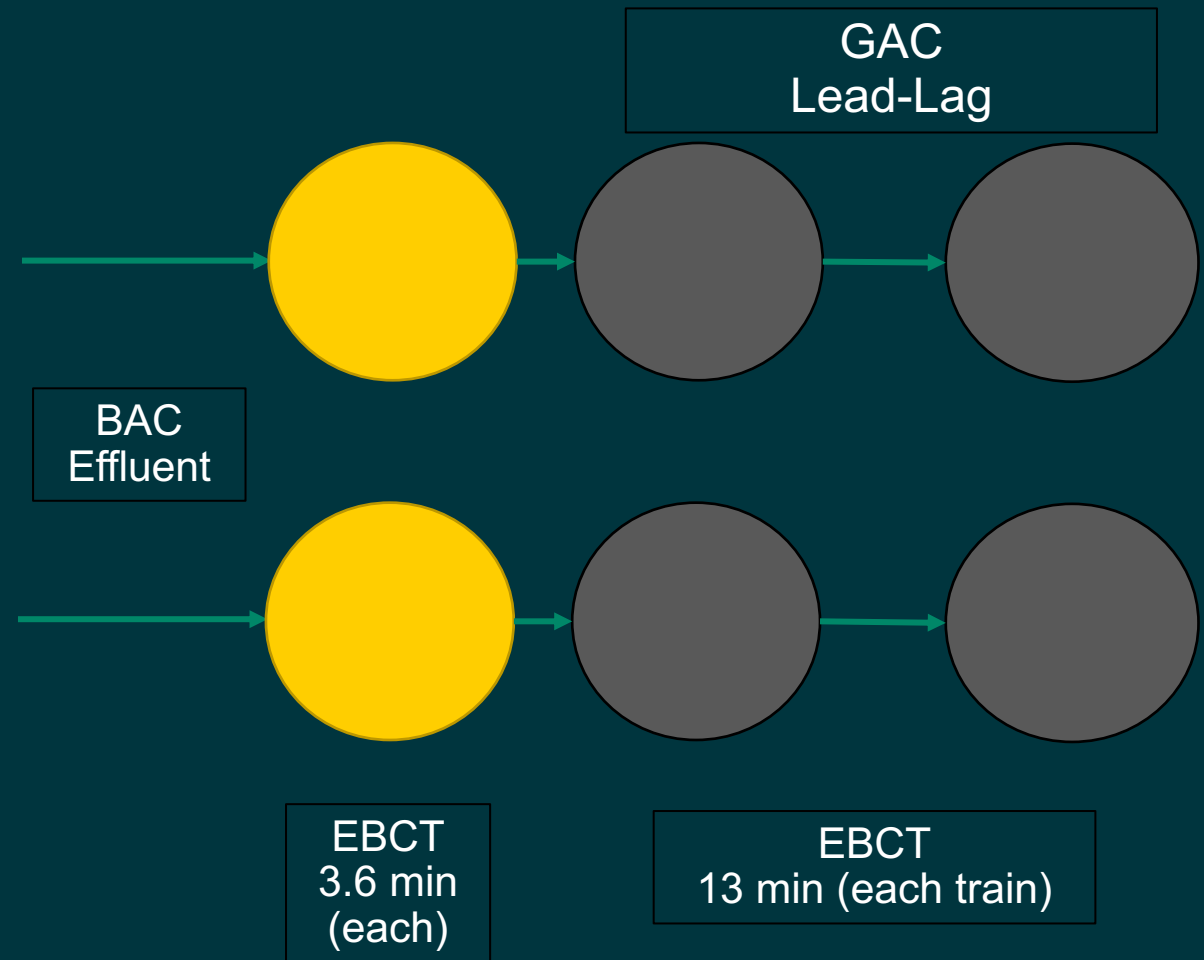 GAC
Lead-Lag
BAC
Effluent
EBCT
3.6 min
(each)
EBCT
13 min (each train)